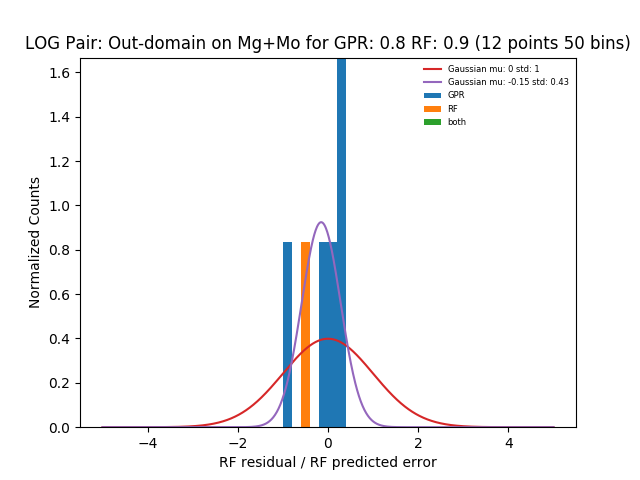 LOG Pair: Out-domain on Mg+Mo for GPR: 0.8 RF: 0.9 (12 points 50 bins)
Gaussian mu: 0 std: 1
Gaussian mu: -0.15 std: 0.43
GPR
RF
both
Normalized Counts
1.6
1.4
1.2
1.0
0.8
0.6
0.4
0.2
0.0
−4
−2
0
2
4
RF residual / RF predicted error